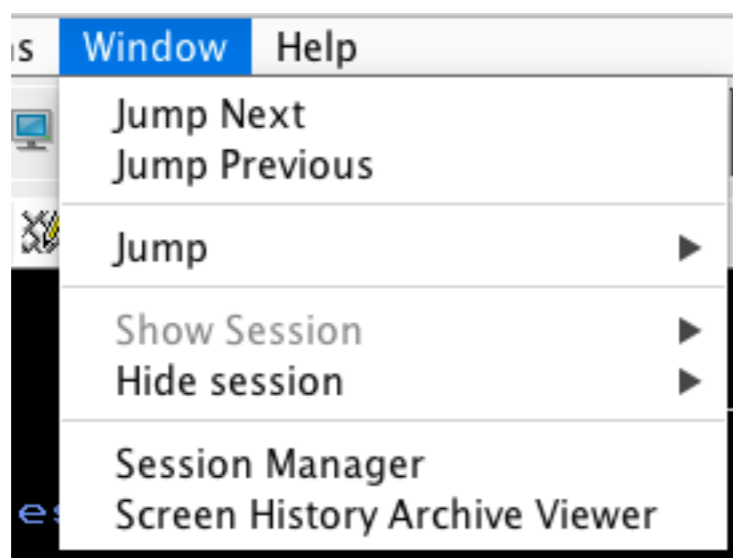 Window Help
Jump Next
Jump Previous
Jump
Show Session
Hide session
Session Manager
Screen History Archive Viewer